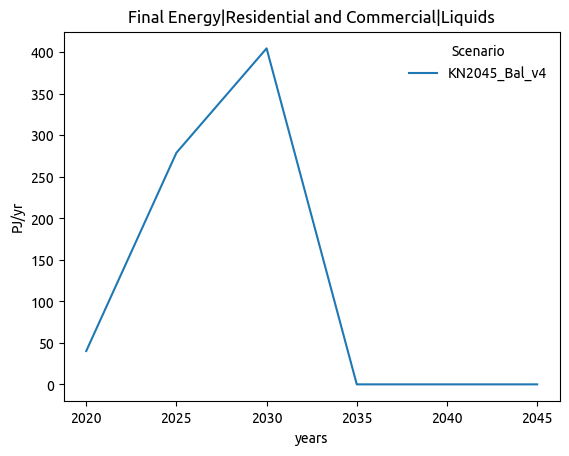 Final Energy|Residential and Commercial|Liquids
Scenario
KN2045_Bal_v4
PJ/yr
400
350
300
250
200
150
100
50
0
2020 2025 2030 2035 2040 2045
years